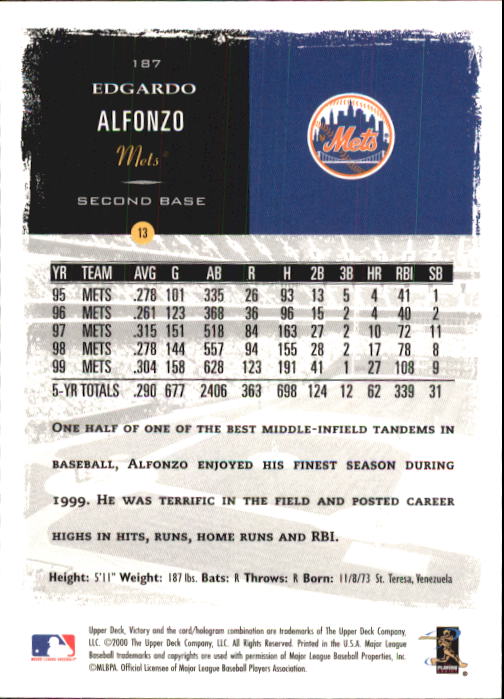 187
EDGARDO
ALFONZO
Mets®
SECOND BASE
Mets
13
YR TEAM AVG G AB R H 2B 3B HR RBI SB
95 METS .278 101 335 26 93 13 5 4 41 1
96 METS .261 123 368 36 96 15 2 4 40 2
97 METS .315 151 518 84 163 27 2 10 72 11
98 METS .278 144 557 94 155 28 2 17 78 8
99 METS .304 158 628 123 191 41 1 27 108 9
5-YR TOTALS .290 677 2406 363 698 124 12 62 339 31
ONE HALF OF ONE OF THE BEST MIDDLE-INFIELD TANDEMS IN
BASEBALL, ALFONZO ENJOYED HIS FINEST SEASON DURING
1999. HE WAS TERRIFIC IN THE FIELD AND POSTED CAREER
HIGHS IN HITS, RUNS, HOME RUNS AND RBI.
Height: 5'11" Weight: 187 lbs. Bats: R Throws: R Born: 11/8/73 St. Teresa, Venezuela
Upper Deck, Victory and the card/hologram combination are trademarks of The Upper Deck Company,
LLC. ©2000 The Upper Deck Company, LLC. All Rights Reserved. Printed in the U.S.A. Major League
Baseball trademarks and copyrights are used with permission of Major League Baseball Properties, Inc.
©MLBPA. Official Licensee of Major League Baseball Players Association.